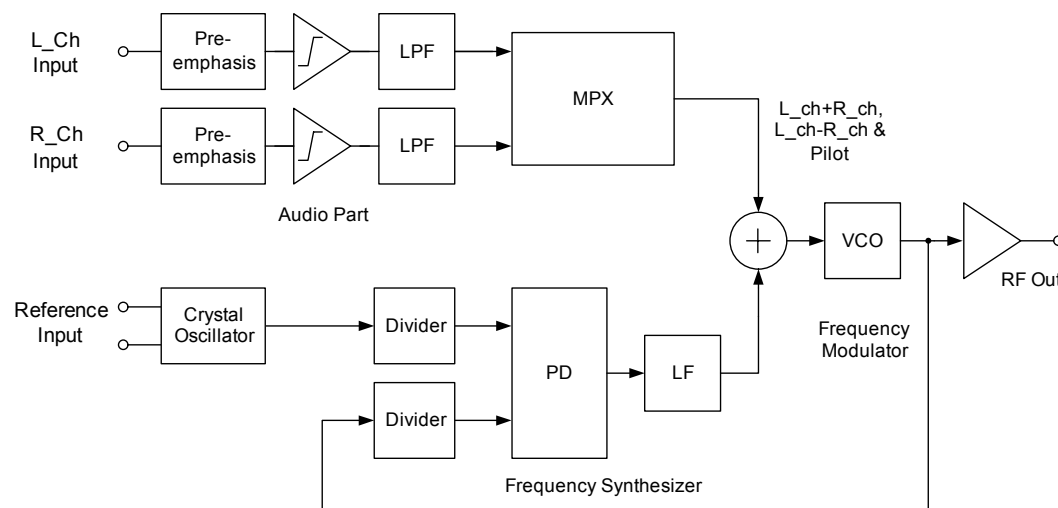 L_Ch
Input
Pre-
emphasis
LPF
MPX
R_Ch
Input
Pre-
emphasis
LPF
L_ch+R_ch,
L_ch-R_ch &
Pilot
Audio Part
VCO
RF Out
Reference
Input
Crystal
Oscillator
Divider
PD
LF
Frequency
Modulator
Divider
Frequency Synthesizer